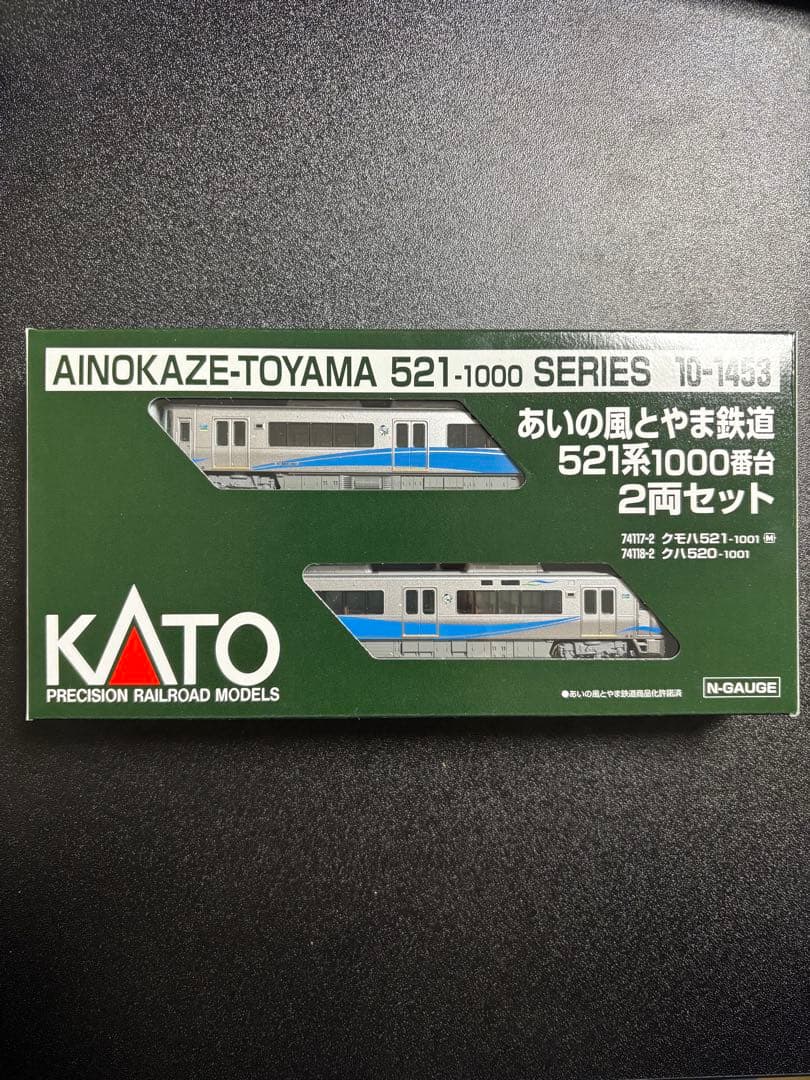 AINOKAZE-TOYAMA 521-1000 SERIES 10-1453
あいの風とやま鉄道
521系1000番台
2両セット
74117-2 クモハ521-1001 M
74118-2 クハ520-1001
KATO
PRECISION RAILROAD MODELS
●あいの風とやま鉄道商品化許諾済
N-GAUGE